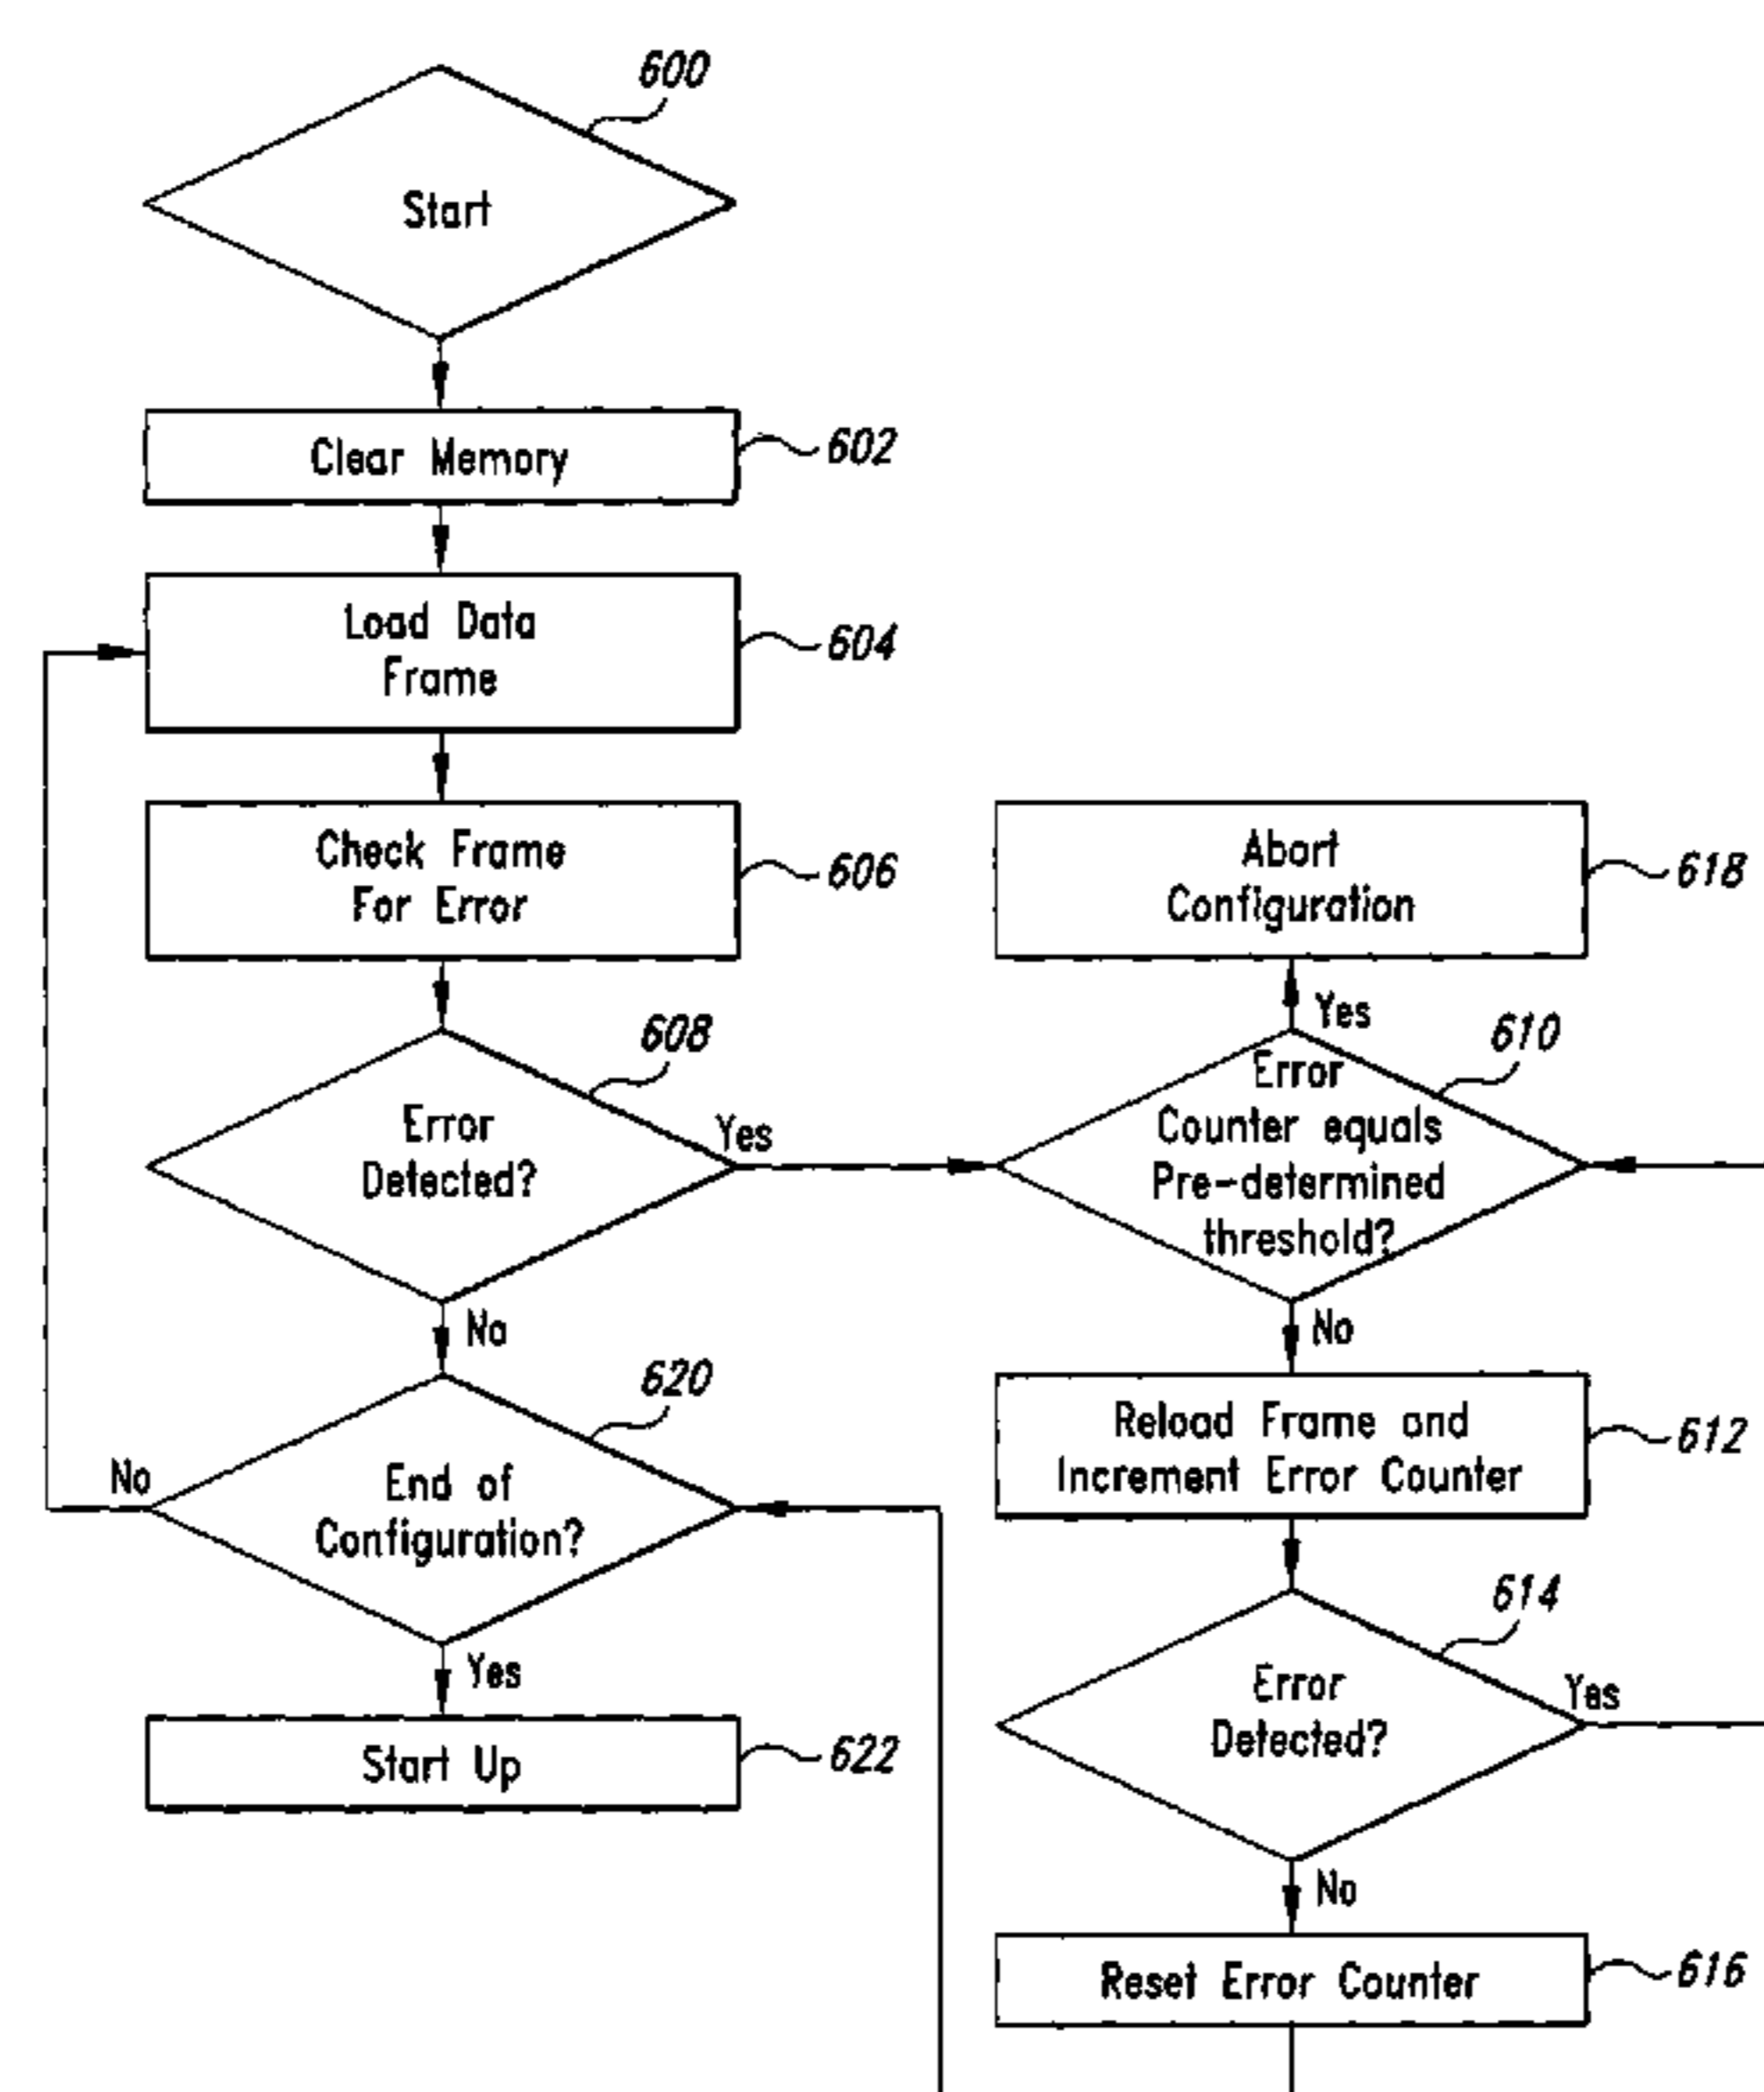 600
Start
Clear Memory
602
Load Data
Frame
604
Check Frame
For Error
606
Abort
Configuration
618
Yes
608
Error
Detected?
Yes
610
Error
Counter equals
Pre-determined
threshold?
No
No
620
End of
Configuration?
No
Reload Frame and
Increment Error Counter
612
Yes
614
Error
Detected?
Yes
Start Up
622
No
Reset Error Counter
616